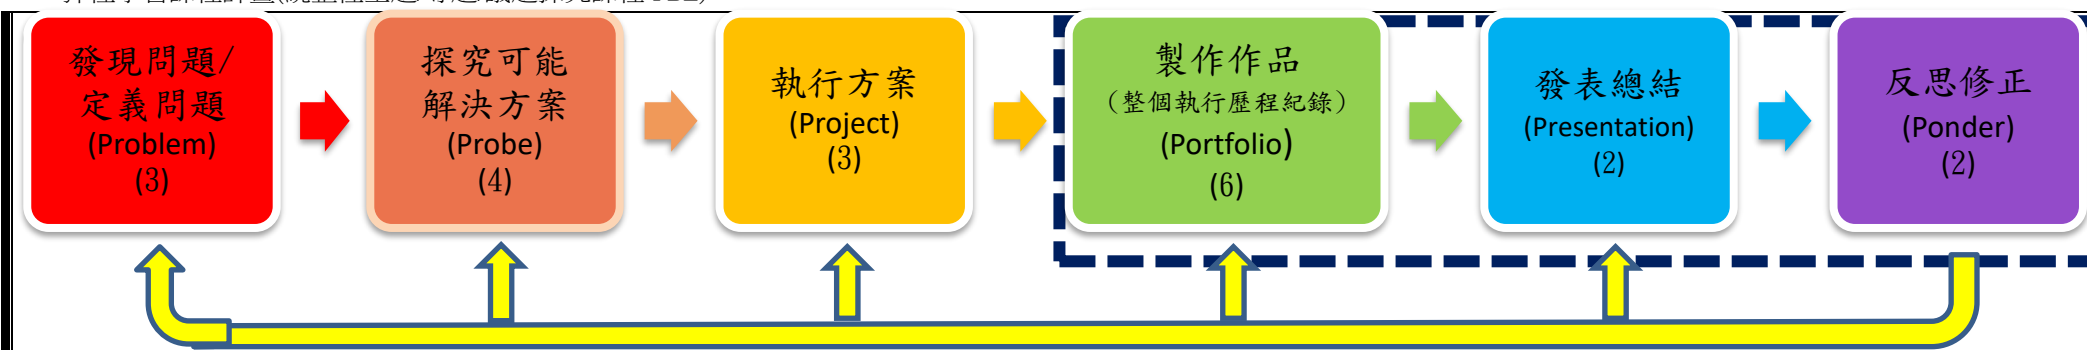 發現問題/
定義問題
(Problem)
(3)
探究可能
解決方案
(Probe)
(4)
執行方案
(Project)
(3)
製作作品
(整個執行歷程紀錄)
(Portfolio)
(6)
發表總結
(Presentation)
(2)
反思修正
(Ponder)
(2)